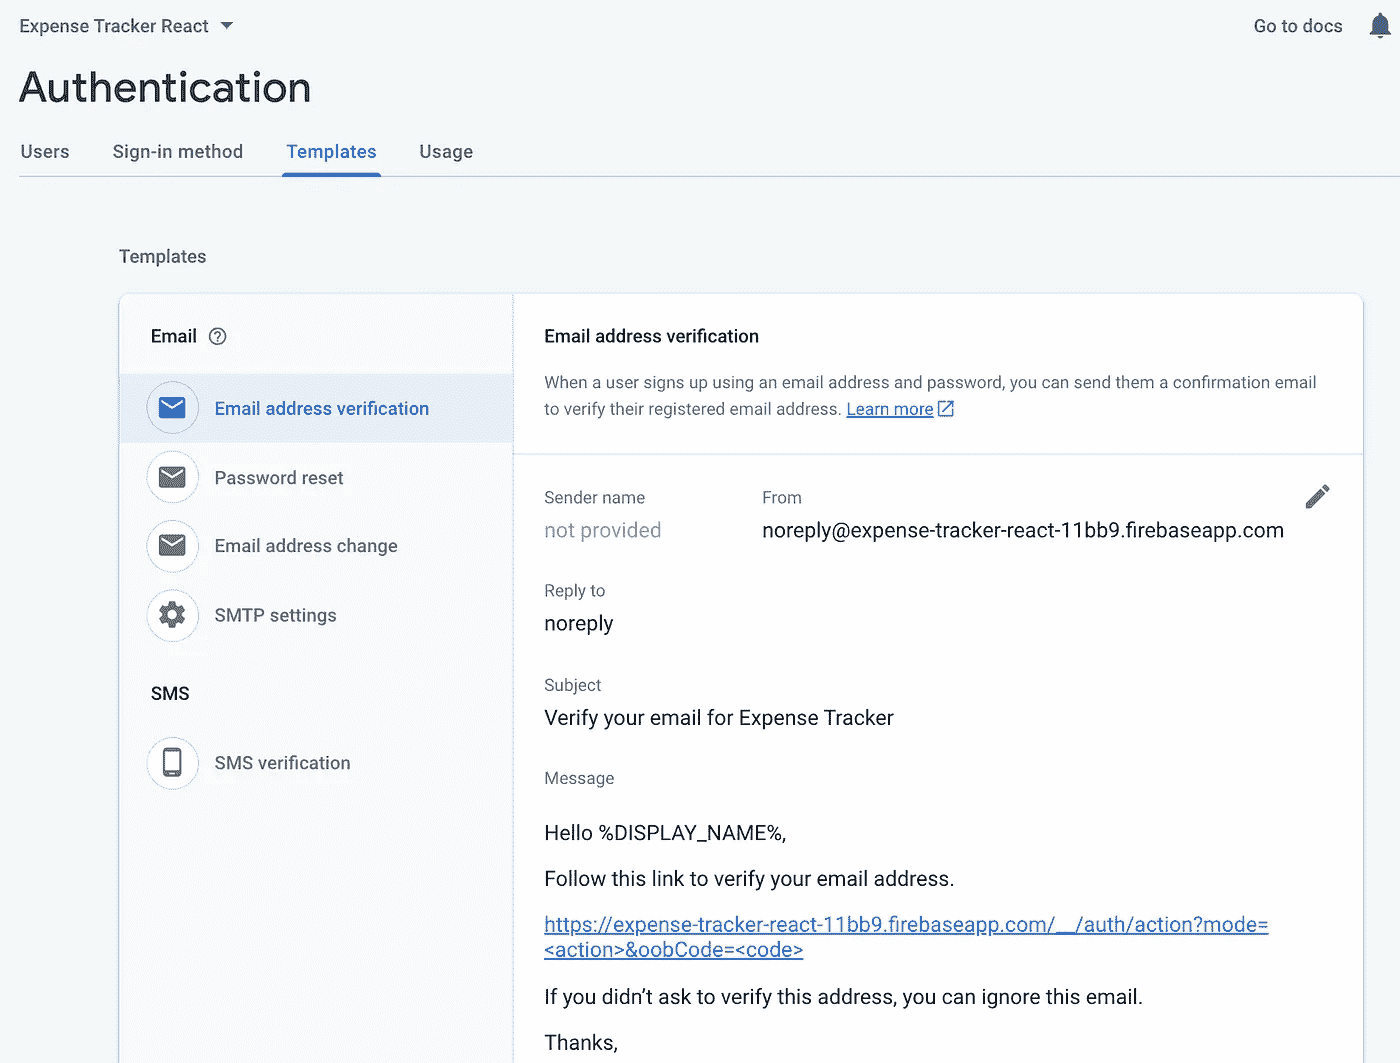 Expense Tracker React
Go to docs
Authentication
Users
Sign-in method
Templates
Usage
Templates
Email
Email address verification
Password reset
Email address change
SMTP settings
SMS
SMS verification
Email address verification
When a user signs up using an email address and password, you can send them a confirmation email
to verify their registered email address. Learn more
Sender name
not provided
From
noreply@expense-tracker-react-11bb9.firebaseapp.com
Reply to
noreply
Subject
Verify your email for Expense Tracker
Message
Hello %DISPLAY_NAME%,
Follow this link to verify your email address.
https://expense-tracker-react-11bb9.firebaseapp.com/__/auth/action?mode=
<action>&oobCode=<code>
If you didn’t ask to verify this address, you can ignore this email.
Thanks,